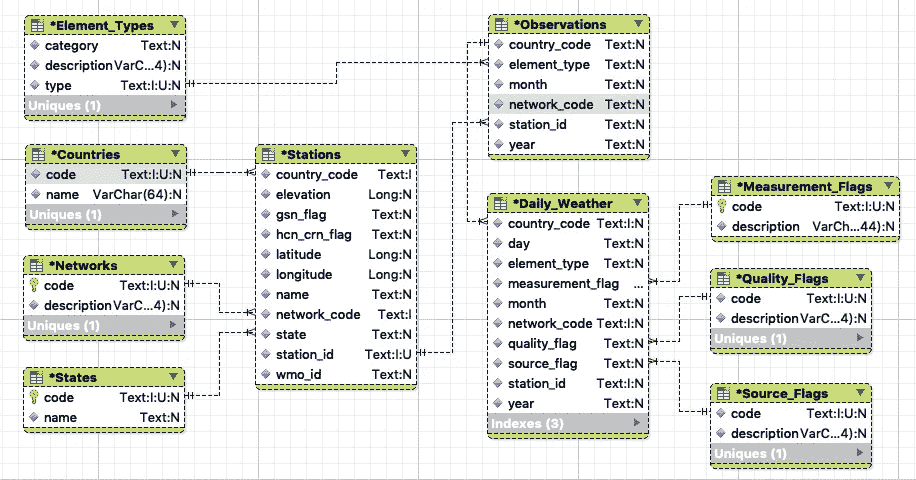 *Element_Types
category Text:N
description VarC...4):N
type Text:I:U:N
Uniques (1)
*Countries
code Text:I:U:N
name VarChar(64):N
Uniques (1)
*Networks
code Text:I:U:N
description VarC...4):N
Uniques (1)
*States
code Text:I:U:N
name Text:N
*Stations
country_code Text:I
elevation Long:N
gsn_flag Text:N
hcn_crn_flag Text:N
latitude Long:N
longitude Long:N
name Text:N
network_code Text:I
state Text:N
station_id Text:I:U
wmo_id Text:N
*Observations
country_code Text:N
element_type Text:N
month Text:N
network_code Text:N
station_id Text:N
year Text:N
*Daily_Weather
country_code Text:I:N
day Text:N
element_type Text:N
measurement_flag ...
month Text:N
network_code Text:I:N
quality_flag Text:N
source_flag Text:N
station_id Text:I:N
year Text:N
Indexes (3)
*Measurement_Flags
code Text:I:U:N
description VarCh...44):N
*Quality_Flags
code Text:I:U:N
description VarC...4):N
Uniques (1)
*Source_Flags
code Text:I:U:N
description VarC...4):N
Uniques (1)